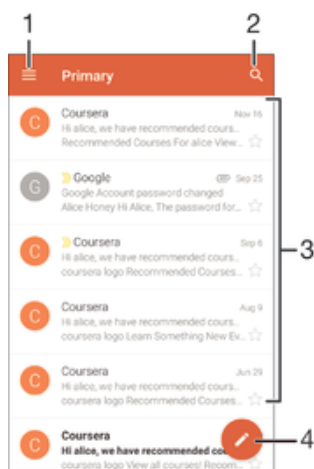 1 2
Primary
C Coursera Nov 16
Hi alice, we have recommended cours...
Recommended Courses For alice View...
G Google Sep 25
Google Account password changed
Alice Honey Hi Alice, The password for...
C Coursera Sep 6
Hi alice, we have recommended cours...
coursera logo Recommended Courses...
3
C Coursera Aug 9
Hi alice, we have recommended cours...
coursera logo Learn Something New Ev...
C Coursera Jun 29
Hi alice, we have recommended cours...
coursera logo Recommended Courses...
4
C Coursera
Hi alice, we have recommended cou
coursera logo View all courses! Recom...